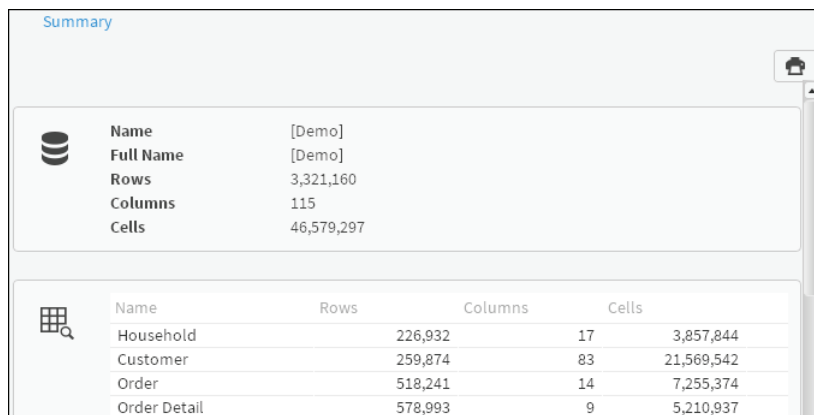 Summary
Name [Demo]
Full Name [Demo]
Rows 3,321,160
Columns 115
Cells 46,579,297
Name Rows Columns Cells
Household 226,932 17 3,857,844
Customer 259,874 83 21,569,542
Order 518,241 14 7,255,374
Order Detail 578,993 9 5,210,937